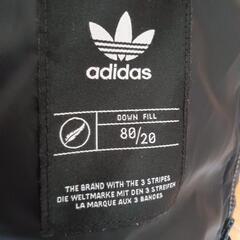 adidas
DOWN FILL
80/20
THE BRAND WITH THE 3 STRIPES
DIE WELTMARKE MIT DEN 3 STREIFEN
LA MARQUE AUX 3 BANDES